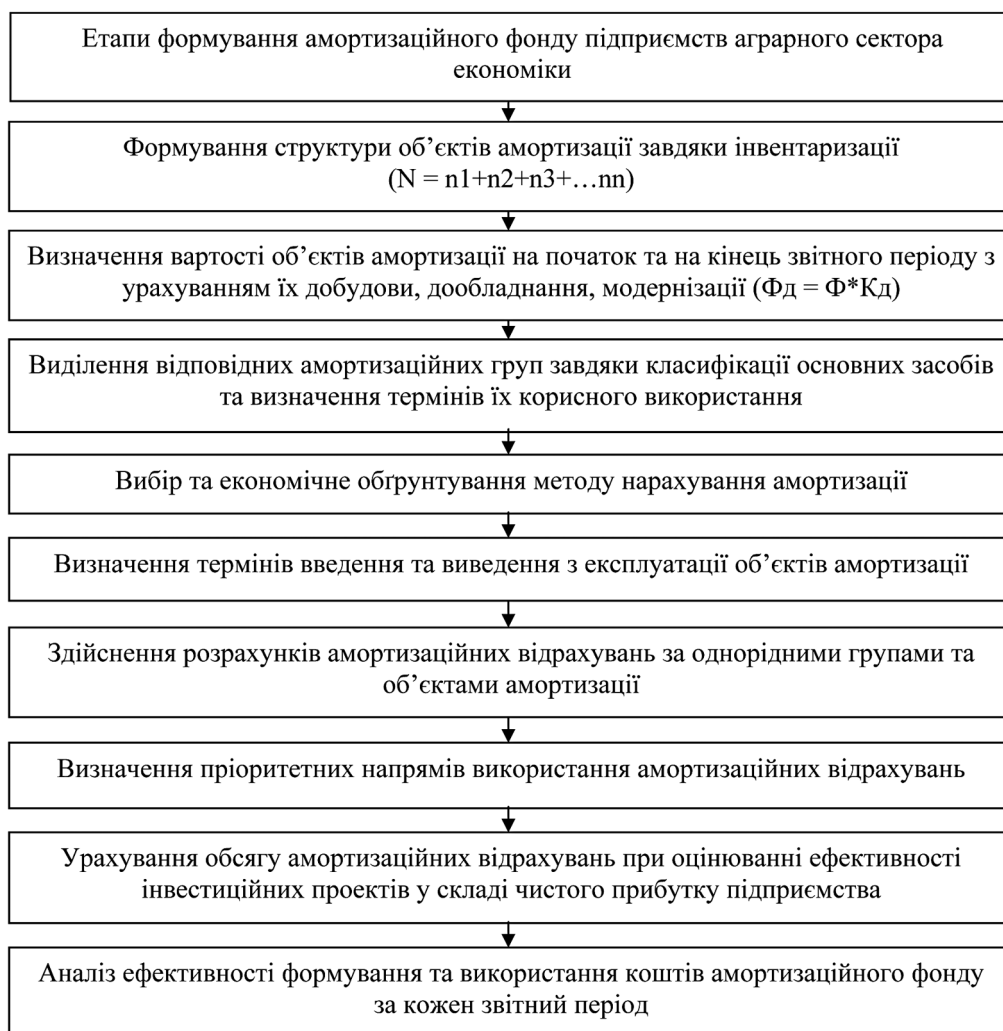 Етапи формування амортизаційного фонду підприємств аграрного сектора
економіки
Формування структури об’єктів амортизації завдяки інвентаризації
(N = n1+n2+n3+…nn)
Визначення вартості об’єктів амортизації на початок та на кінець звітного періоду з
урахуванням їх добудови, дообладнання, модернізації (Фд = Ф*Кд)
Виділення відповідних амортизаційних груп завдяки класифікації основних засобів
та визначення термінів їх корисного використання
Вибір та економічне обґрунтування методу нарахування амортизації
Визначення термінів введення та виведення з експлуатації об’єктів амортизації
Здійснення розрахунків амортизаційних відрахувань за однорідними групами та
об’єктами амортизації
Визначення пріоритетних напрямів використання амортизаційних відрахувань
Урахування обсягу амортизаційних відрахувань при оцінюванні ефективності
інвестиційних проектів у складі чистого прибутку підприємства
Аналіз ефективності формування та використання коштів амортизаційного фонду
за кожен звітний період